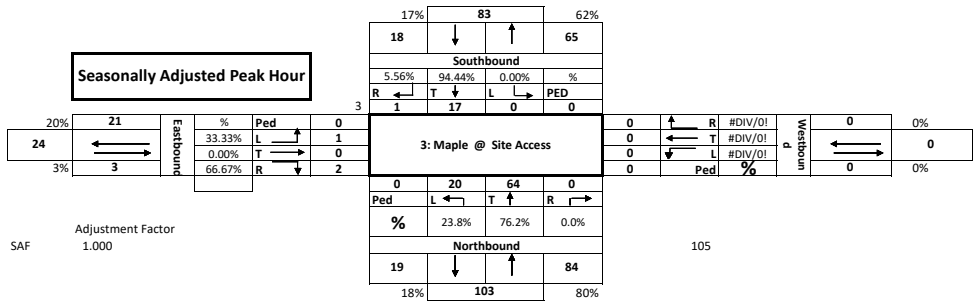 17% 83 62%
18 65
Seasonally Adjusted Peak Hour
Southbound
5.56% 94.44% 0.00% %
R T L PED
3 1 17 0 0
20% 21 Eastbound % Ped 0 3: Maple @ Site Access 0 R #DIV/0! Westboun d 0 0%
24 33.33% L 1 0 T #DIV/0! 0
0.00% T 0 0 L #DIV/0!
3% 3 66.67% R 2 0 Ped % 0 0%
0 20 64 0
Ped L T R
% 23.8% 76.2% 0.0%
Adjustment Factor
SAF 1.000 Northbound 105
19 84
18% 103 80%